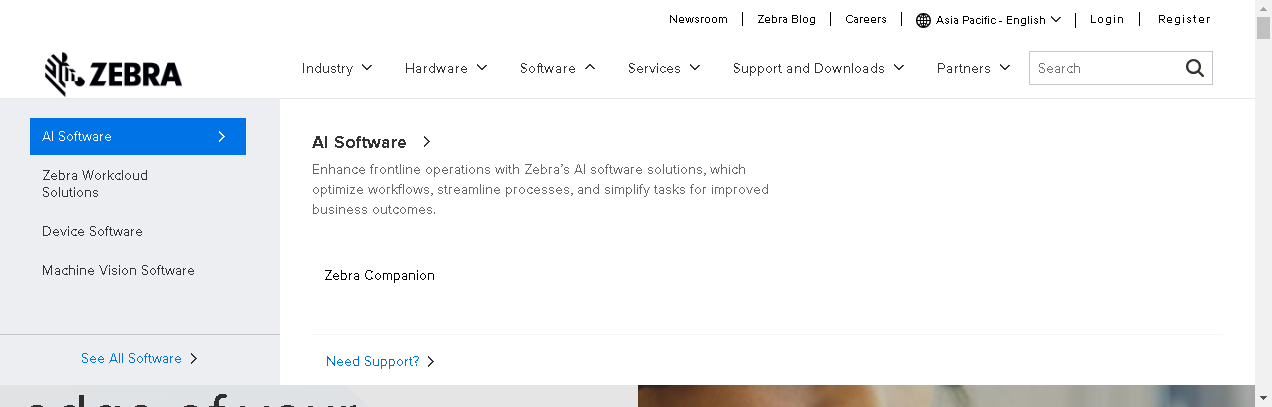 Newsroom
Zebra Blog
Careers
Asia Pacific - English
Login
Register
ZEBRA
Industry
Hardware
Software
Services
Support and Downloads
Partners
Search
AI Software
Zebra Workcloud
Solutions
Device Software
Machine Vision Software
See All Software
AI Software
Enhance frontline operations with Zebra's AI software solutions, which
optimize workflows, streamline processes, and simplify tasks for improved
business outcomes.
Zebra Companion
Need Support?
edge of your